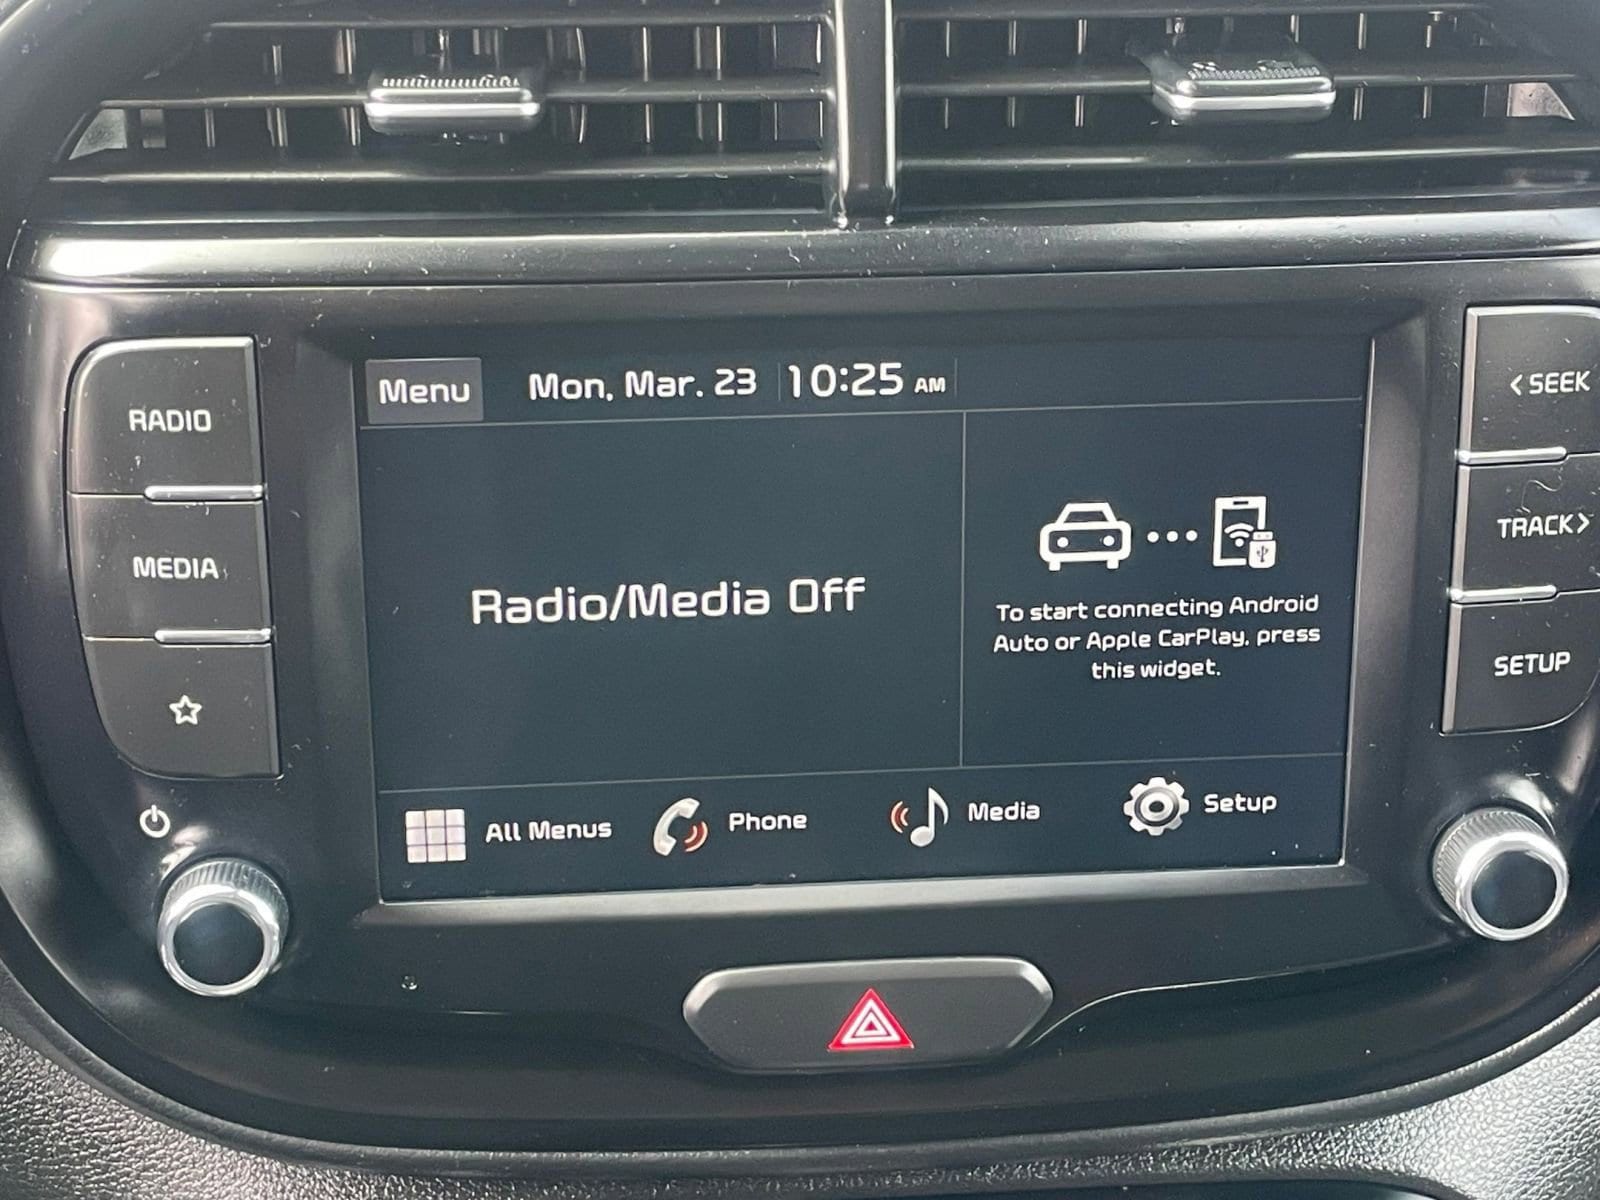 Menu Mon, Mar. 23 10:25 AM
RADIO
MEDIA
Radio/Media Off
To start connecting Android
Auto or Apple CarPlay, press
this widget.
All Menus Phone Media Setup
< SEEK
TRACK >
SETUP